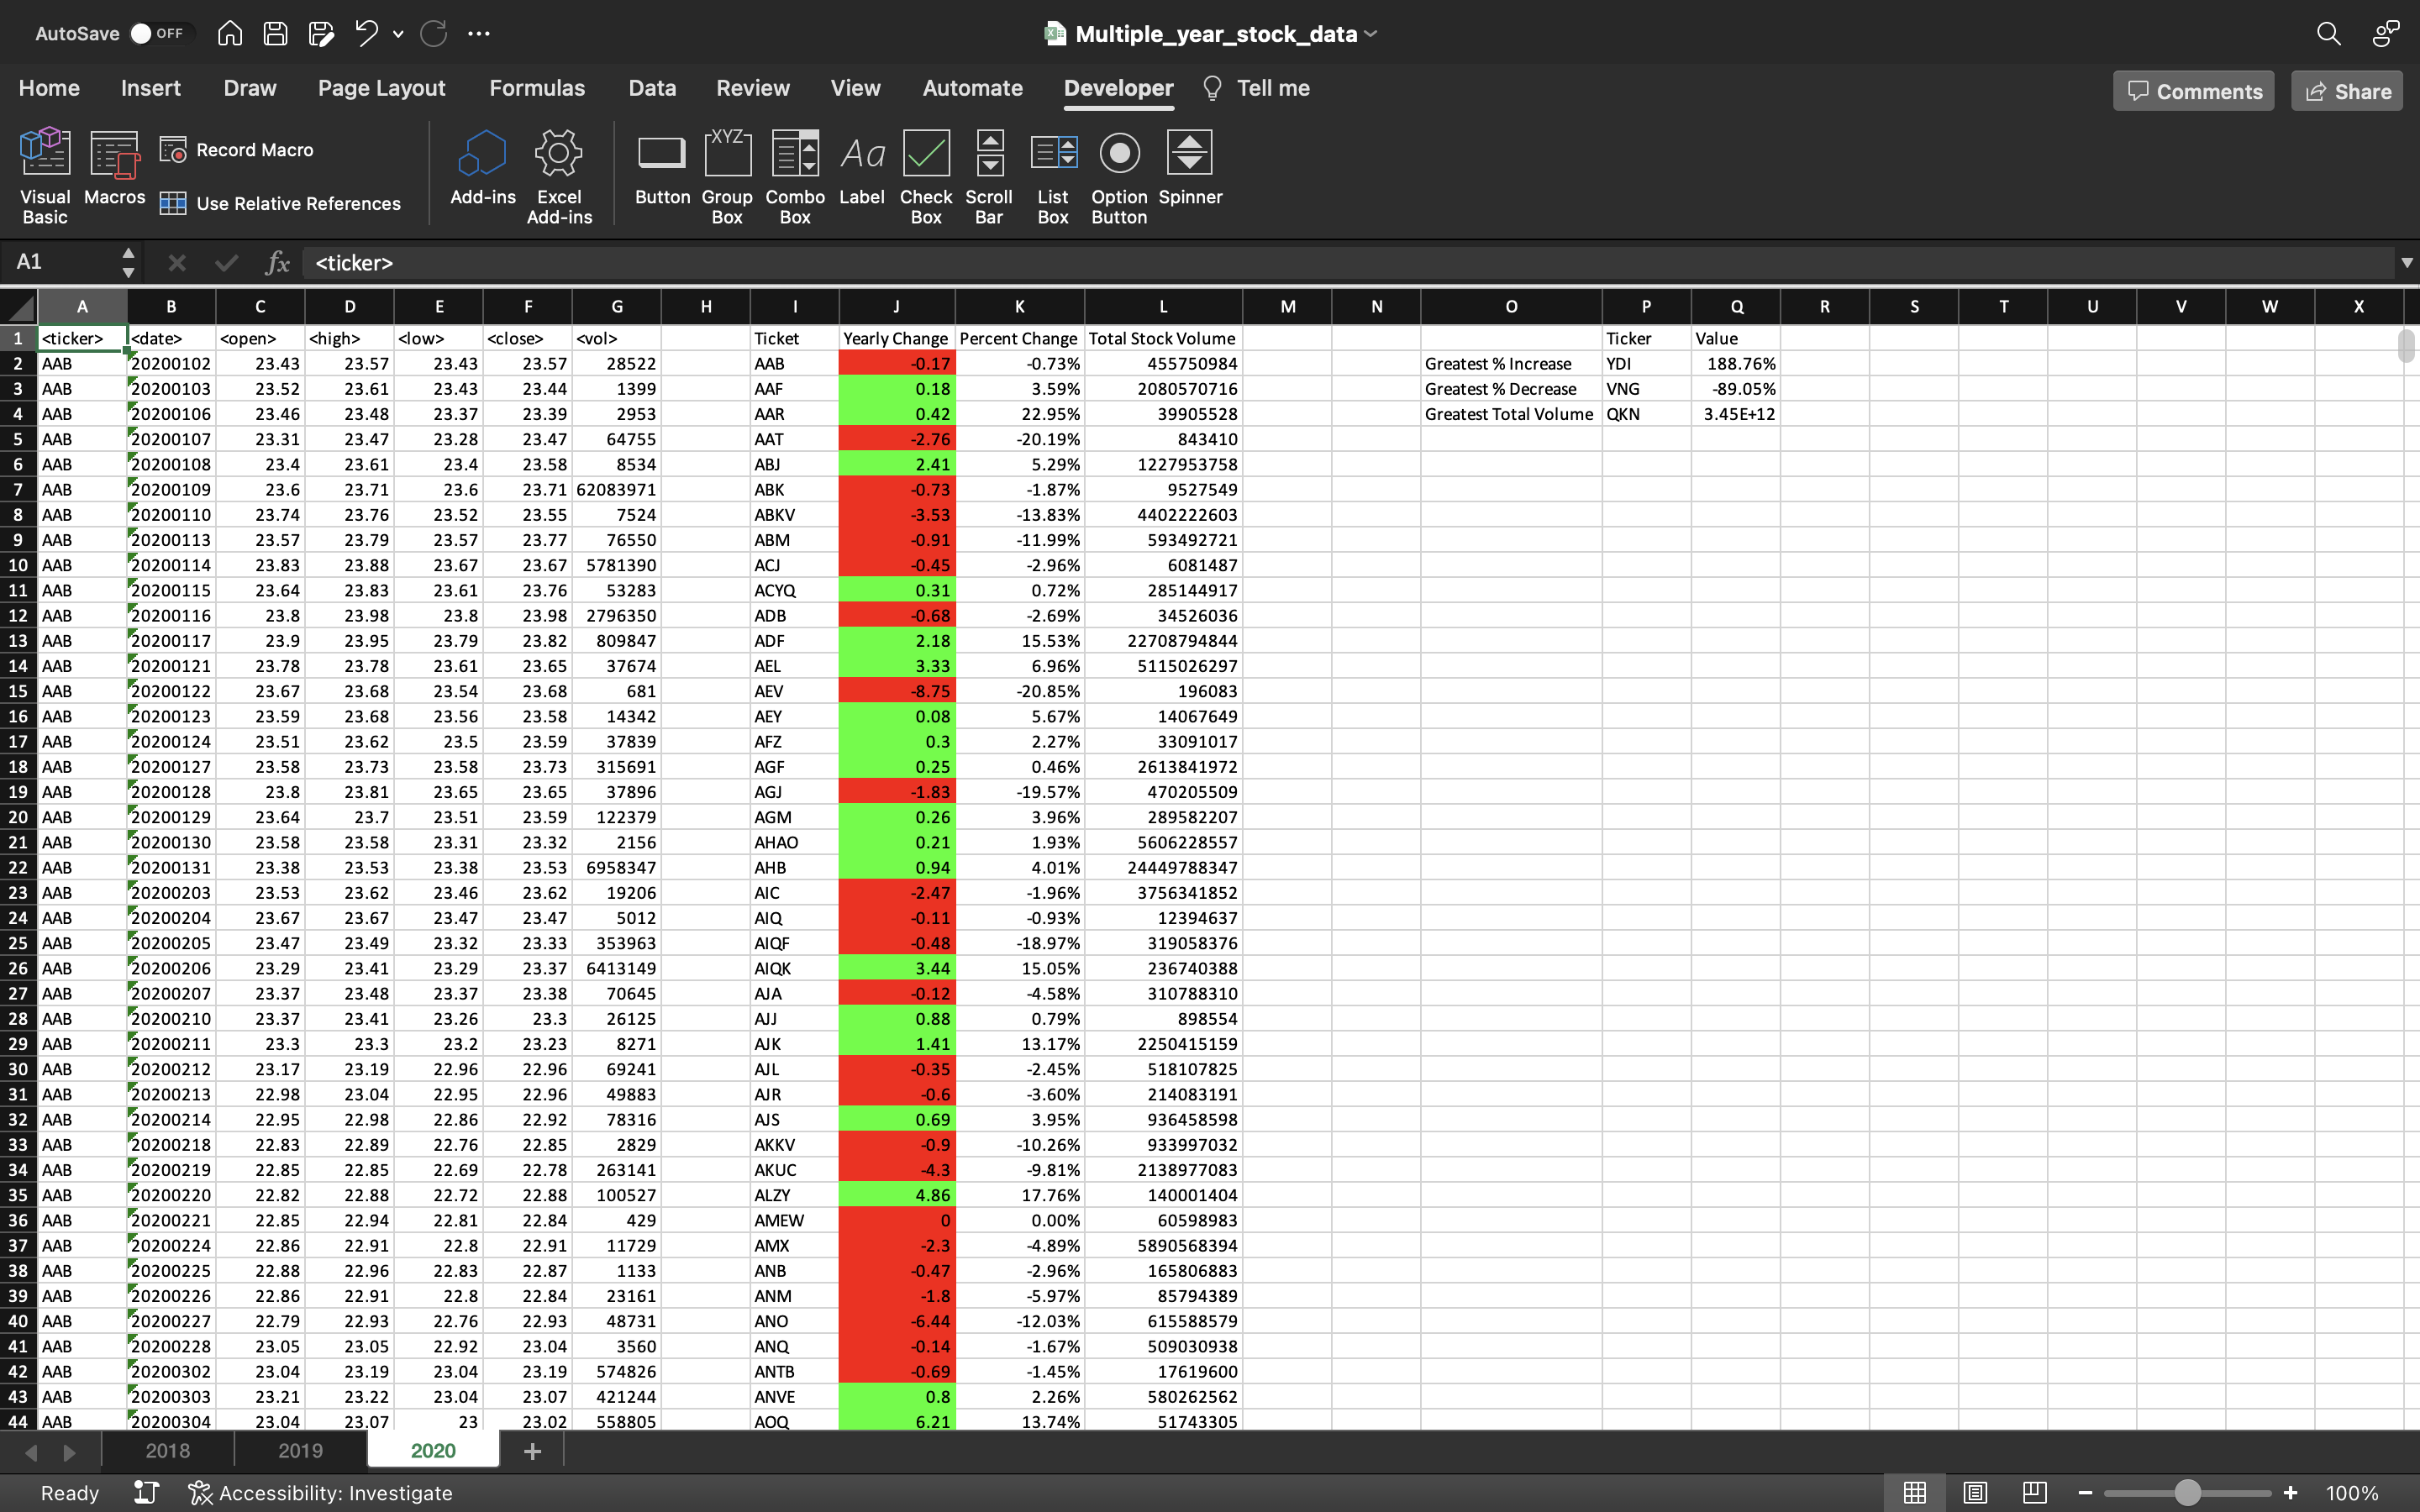 AutoSave OFF Multiple_year_stock_data
Home Insert Draw Page Layout Formulas Data Review View Automate Developer Tell me Comments Share
Visual Basic Macros Record Macro Use Relative References Add-ins Excel Add-ins Button Group Box Combo Box Label Check Box Scroll Bar List Box Option Button Spinner
A1 fx <ticker>
A B C D E F G H I J K L M N O P Q R S T U V W X
1 <ticker> <date> <open> <high> <low> <close> <vol> Ticket Yearly Change Percent Change Total Stock Volume Ticker Value
2 AAB 20200102 23.43 23.57 23.43 23.57 28522 AAB -0.17 -0.73% 455750984 Greatest % Increase YDI 188.76%
3 AAB 20200103 23.52 23.61 23.43 23.44 1399 AAF 0.18 3.59% 2080570716 Greatest % Decrease VNG -89.05%
4 AAB 20200106 23.46 23.48 23.37 23.39 2953 AAR 0.42 22.95% 39905528 Greatest Total Volume QKN 3.45E+12
5 AAB 20200107 23.31 23.47 23.28 23.47 64755 AAT -2.76 -20.19% 843410
6 AAB 20200108 23.4 23.61 23.4 23.58 8534 ABJ 2.41 5.29% 1227953758
7 AAB 20200109 23.6 23.71 23.6 23.71 62083971 ABK -0.73 -1.87% 9527549
8 AAB 20200110 23.74 23.76 23.52 23.55 7524 ABKV -3.53 -13.83% 4402222603
9 AAB 20200113 23.57 23.79 23.57 23.77 76550 ABM -0.91 -11.99% 593492721
10 AAB 20200114 23.83 23.88 23.67 23.67 5781390 ACJ -0.45 -2.96% 6081487
11 AAB 20200115 23.64 23.83 23.61 23.76 53283 ACYQ 0.31 0.72% 285144917
12 AAB 20200116 23.8 23.98 23.8 23.98 2796350 ADB -0.68 -2.69% 34526036
13 AAB 20200117 23.9 23.95 23.79 23.82 809847 ADF 2.18 15.53% 22708794844
14 AAB 20200121 23.78 23.78 23.61 23.65 37674 AEL 3.33 6.96% 5115026297
15 AAB 20200122 23.67 23.68 23.54 23.68 681 AEV -8.75 -20.85% 196083
16 AAB 20200123 23.59 23.68 23.56 23.58 14342 AEY 0.08 5.67% 14067649
17 AAB 20200124 23.51 23.62 23.5 23.59 37839 AFZ 0.3 2.27% 33091017
18 AAB 20200127 23.58 23.73 23.58 23.73 315691 AGF 0.25 0.46% 2613841972
19 AAB 20200128 23.8 23.81 23.65 23.65 37896 AGJ -1.83 -19.57% 470205509
20 AAB 20200129 23.64 23.7 23.51 23.59 122379 AGM 0.26 3.96% 289582207
21 AAB 20200130 23.58 23.58 23.31 23.32 2156 AHAO 0.21 1.93% 5606228557
22 AAB 20200131 23.38 23.53 23.38 23.53 6958347 AHB 0.94 4.01% 24449788347
23 AAB 20200203 23.53 23.62 23.46 23.62 19206 AIC -2.47 -1.96% 3756341852
24 AAB 20200204 23.67 23.67 23.47 23.47 5012 AIQ -0.11 -0.93% 12394637
25 AAB 20200205 23.47 23.49 23.32 23.33 353963 AIQF -0.48 -18.97% 319058376
26 AAB 20200206 23.29 23.41 23.29 23.37 6413149 AIQK 3.44 15.05% 236740388
27 AAB 20200207 23.37 23.48 23.37 23.38 70645 AJA -0.12 -4.58% 310788310
28 AAB 20200210 23.37 23.41 23.26 23.3 26125 AJJ 0.88 0.79% 898554
29 AAB 20200211 23.3 23.3 23.2 23.23 8271 AJK 1.41 13.17% 2250415159
30 AAB 20200212 23.17 23.19 22.96 22.96 69241 AJL -0.35 -2.45% 518107825
31 AAB 20200213 22.98 23.04 22.95 22.96 49883 AJR -0.6 -3.60% 214083191
32 AAB 20200214 22.95 22.98 22.86 22.92 78316 AJS 0.69 3.95% 936458598
33 AAB 20200218 22.83 22.89 22.76 22.85 2829 AKKV -0.9 -10.26% 933997032
34 AAB 20200219 22.85 22.85 22.69 22.78 263141 AKUC -4.3 -9.81% 2138977083
35 AAB 20200220 22.82 22.88 22.72 22.88 100527 ALZY 4.86 17.76% 140001404
36 AAB 20200221 22.85 22.94 22.81 22.84 429 AMEW 0 0.00% 60598983
37 AAB 20200224 22.86 22.91 22.8 22.91 11729 AMX -2.3 -4.89% 5890568394
38 AAB 20200225 22.88 22.96 22.83 22.87 1133 ANB -0.47 -2.96% 165806883
39 AAB 20200226 22.86 22.91 22.8 22.84 23161 ANM -1.8 -5.97% 85794389
40 AAB 20200227 22.79 22.93 22.76 22.93 48731 ANO -6.44 -12.03% 615588579
41 AAB 20200228 23.05 23.05 22.92 23.04 3560 ANQ -0.14 -1.67% 509030938
42 AAB 20200302 23.04 23.19 23.04 23.19 574826 ANTB -0.69 -1.45% 17619600
43 AAB 20200303 23.21 23.22 23.04 23.07 421244 ANVE 0.8 2.26% 580262562
44 AAB 20200304 23.04 23.07 23 23.02 558805 AOQ 6.21 13.74% 51743305
2018 2019 2020
Ready Accessibility: Investigate 100%